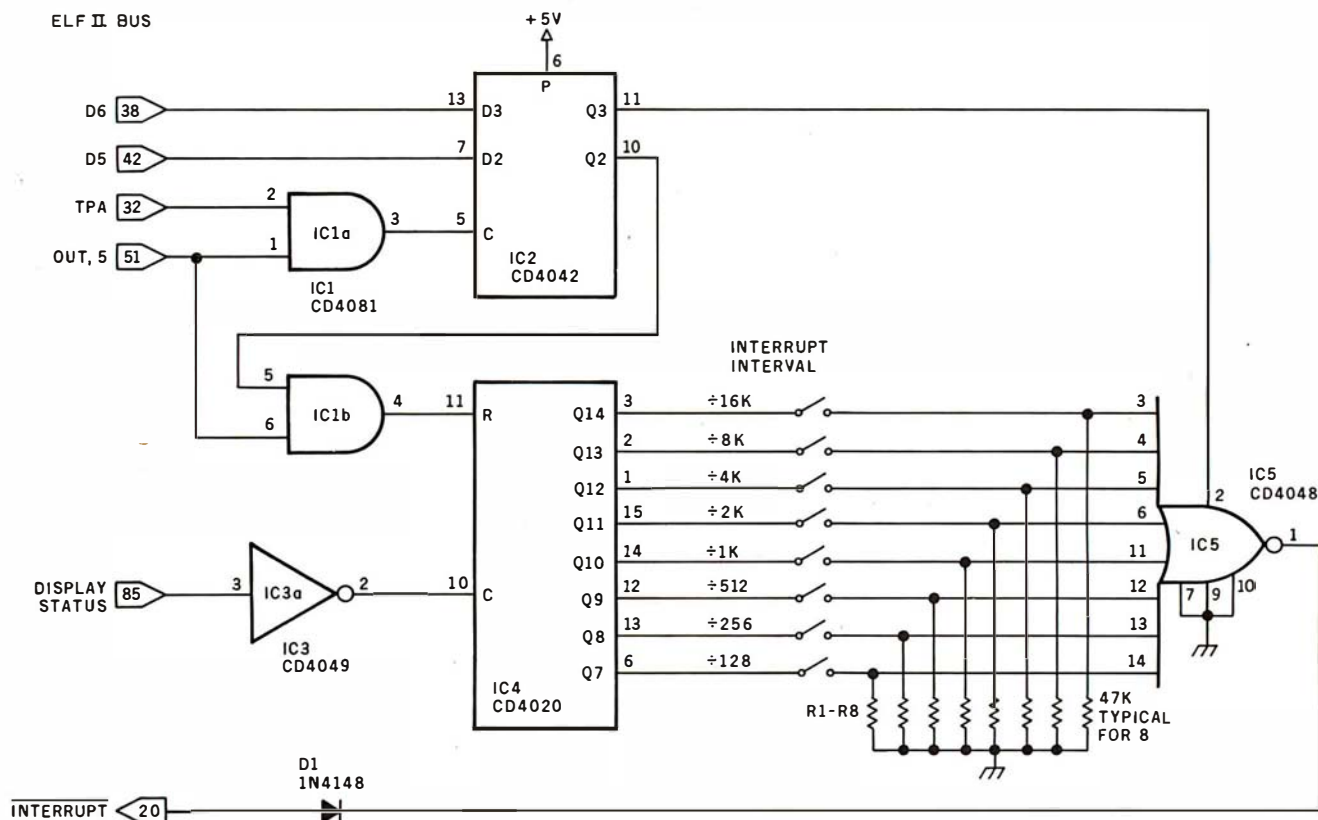 ELF II BUS
+5V
6
P
D6 38
13 D3
Q3 11
D5 42
7 D2
Q2 10
TPA 32
2
IC1a
3
5 C
OUT, 5 51
1
IC1
CD4081
IC2
CD4042
INTERRUPT
INTERVAL
5
6
IC1b
4
11 R
Q14 3 ÷16K 3
Q13 2 ÷8K 4
Q12 1 ÷4K 5
Q11 15 ÷2K 6
Q10 14 ÷1K 11
Q9 12 ÷512 12
Q8 13 ÷256 13
Q7 6 ÷128 14
2
IC5
CD4048
IC5
1
7 9 10
DISPLAY
STATUS 85
3
IC3a
2
10 C
IC3
CD4049
IC4
CD4020
R1-R8
47K
TYPICAL
FOR 8
D1
1N4148
INTERRUPT 20